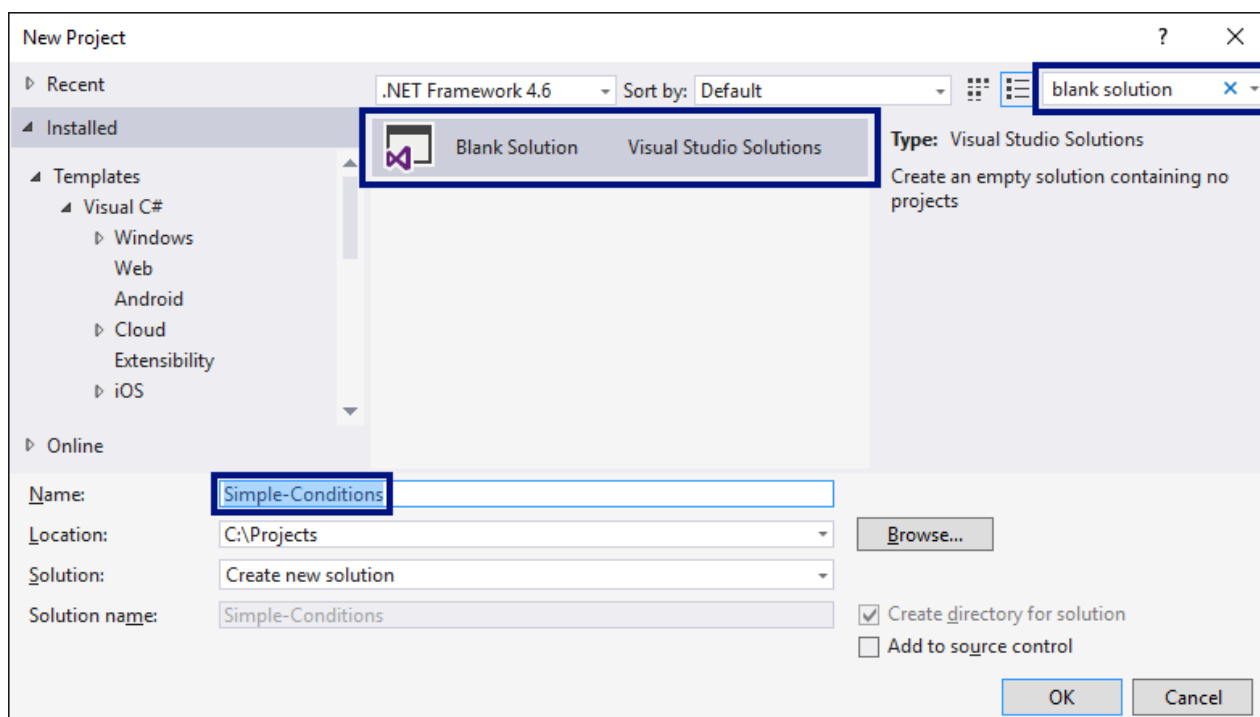 New Project
?
Recent
.NET Framework 4.6
Sort by: Default
blank solution
Installed
Blank Solution
Visual Studio Solutions
Type: Visual Studio Solutions
Create an empty solution containing no
projects
Templates
Visual C#
Windows
Web
Android
Cloud
Extensibility
iOS
Online
Name: Simple-Conditions
Location: C:\Projects
Browse...
Solution: Create new solution
Solution name: Simple-Conditions
Create directory for solution
Add to source control
OK
Cancel